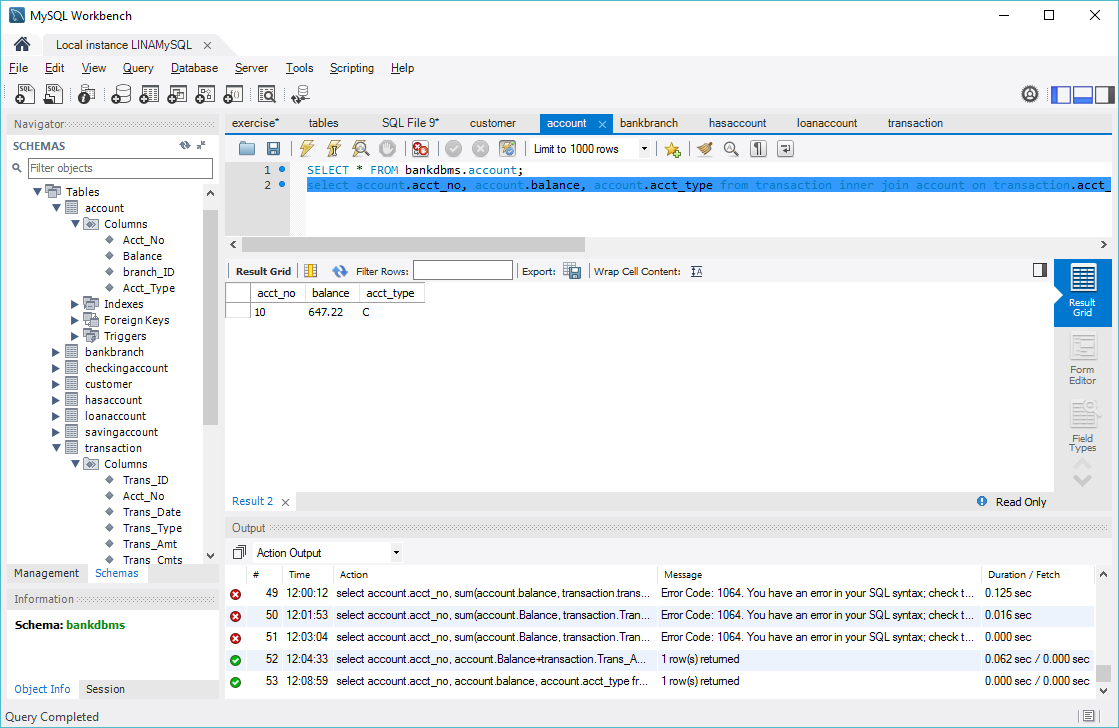 MySQL Workbench
Local instance LINAMySQL
File Edit View Query Database Server Tools Scripting Help
Navigator
SCHEMAS
Filter objects
Tables
account
Columns
Acct_No
Balance
branch_ID
Acct_Type
Indexes
Foreign Keys
Triggers
bankbranch
checkingaccount
customer
hasaccount
loanaccount
savingaccount
transaction
Columns
Trans_ID
Acct_No
Trans_Date
Trans_Type
Trans_Amt
Trans_Cmts
Management Schemas
Information
Schema: bankdbms
Object Info Session
exercise* tables SQL File 9* customer account bankbranch hasaccount loanaccount transaction
Limit to 1000 rows
1 SELECT * FROM bankdbms.account;
2 select account.acct_no, account.balance, account.acct_type from transaction inner join account on transaction.acct_
Result Grid Filter Rows: Export: Wrap Cell Content:
acct_no balance acct_type
10 647.22 C
Result Grid
Form Editor
Field Types
Result 2 Read Only
Output
Action Output
# Time Action Message Duration / Fetch
49 12:00:12 select account.acct_no, sum(account.balance, transaction.trans... Error Code: 1064. You have an error in your SQL syntax; check t... 0.125 sec
50 12:01:53 select account.acct_no, sum(account.Balance, transaction.Tran... Error Code: 1064. You have an error in your SQL syntax; check t... 0.016 sec
51 12:03:04 select account.acct_no, sum(account.Balance, transaction.Tran... Error Code: 1064. You have an error in your SQL syntax; check t... 0.000 sec
52 12:04:33 select account.acct_no, account.Balance+transaction.Trans_A... 1 row(s) returned 0.062 sec / 0.000 sec
53 12:08:59 select account.acct_no, account.balance, account.acct_type fr... 1 row(s) returned 0.000 sec / 0.000 sec
Query Completed